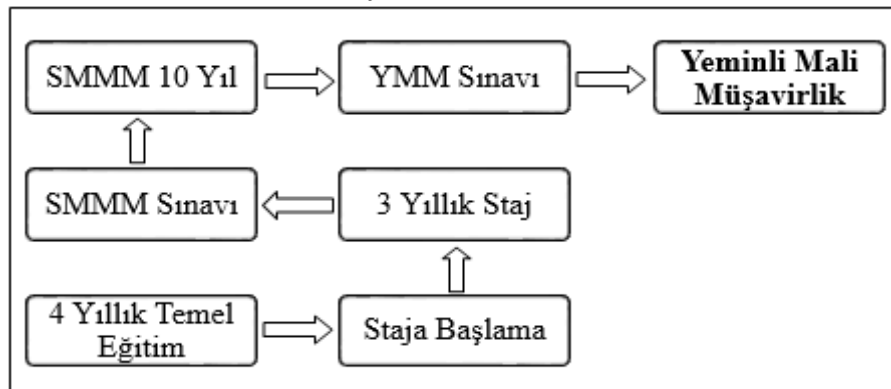 SMMM 10 Yıl
YMM Sınavı
Yeminli Mali
Müşavirlik
SMMM Sınavı
3 Yıllık Staj
4 Yıllık Temel
Eğitim
Staja Başlama